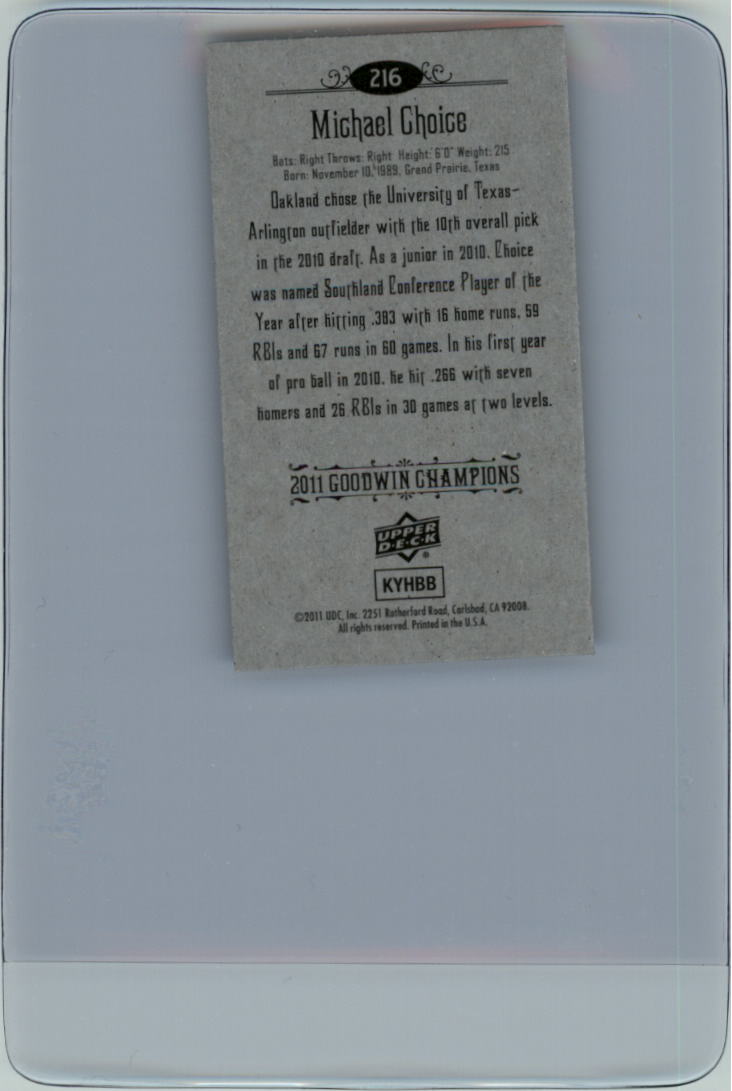 216
Michael Choice
Bats: Right Throws: Right Height: 6'0" Weight: 215
Born: November 10, 1989, Grand Prairie, Texas
Oakland chose the University of Texas-
Arlington outfielder with the 10th overall pick
in the 2010 draft. As a junior in 2010, Choice
was named Southland Conference Player of the
Year after hitting .383 with 16 home runs, 59
RBIs and 67 runs in 60 games. In his first year
of pro ball in 2010, he hit .266 with seven
homers and 26 RBIs in 30 games at two levels.
2011 GOODWIN CHAMPIONS
UPPER
D·E·C·K ®
KYHBB
©2011 UDC, Inc. 2251 Rutherford Road, Carlsbad, CA 92008.
All rights reserved. Printed in the U.S.A.